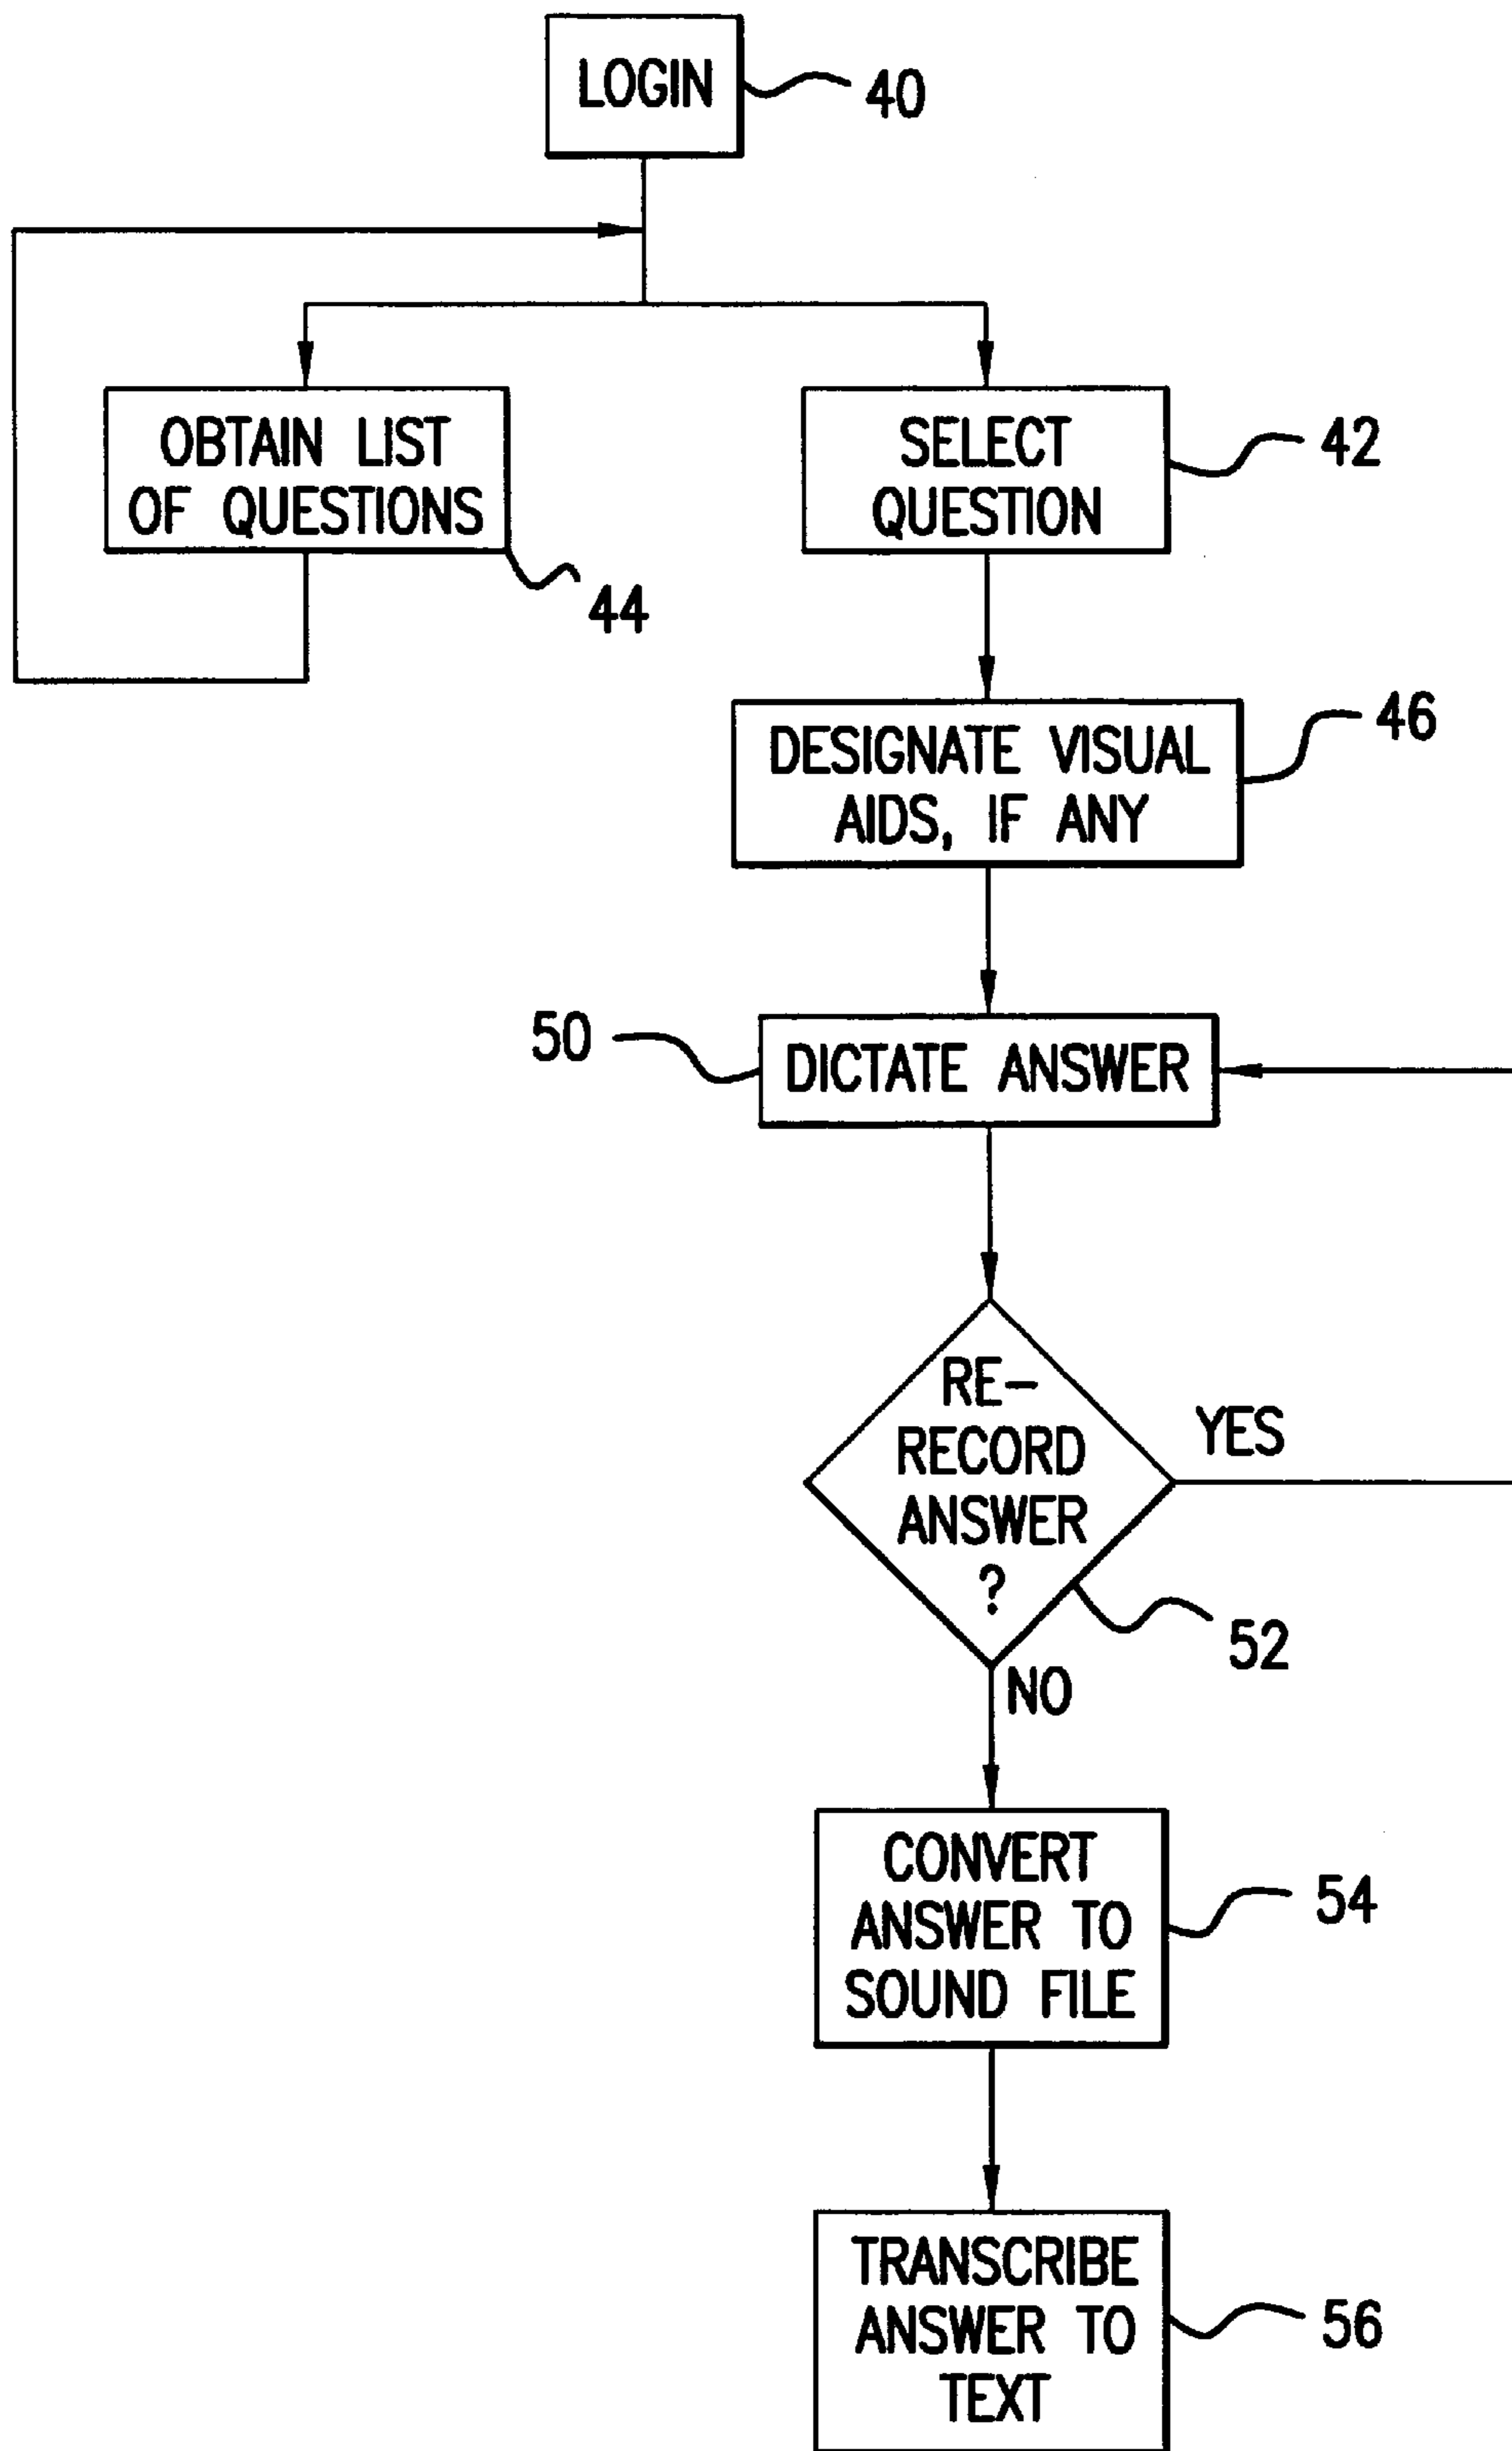 LOGIN
40
OBTAIN LIST
OF QUESTIONS
44
SELECT
QUESTION
42
DESIGNATE VISUAL
AIDS, IF ANY
46
50
DICTATE ANSWER
RE-
RECORD
ANSWER
?
YES
52
NO
CONVERT
ANSWER TO
SOUND FILE
54
TRANSCRIBE
ANSWER TO
TEXT
56